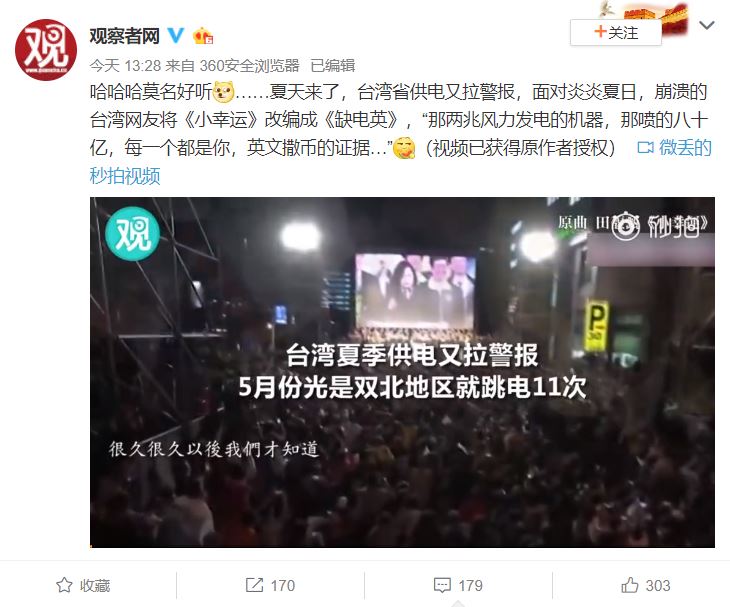 观
www.guancha.cn
观察者网
+关注
今天 13:28 来自 360安全浏览器 已编辑
哈哈哈莫名好听……夏天来了，台湾省供电又拉警报，面对炎炎夏日，崩溃的
台湾网友将《小幸运》改编成《缺电英》，“那两兆风力发电的机器，那喷的八十
亿，每一个都是你，英文撒币的证据...”（视频已获得原作者授权） 微丢的
秒拍视频
观
原曲 田
秒拍
P
台湾夏季供电又拉警报
5月份光是双北地区就跳电11次
很久很久以後我們才知道
收藏
170
179
303